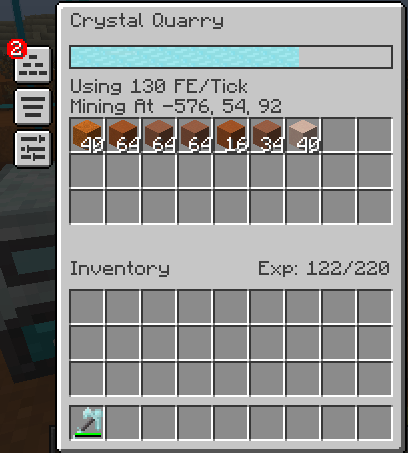 Crystal Quarry
2
Using 130 FE/Tick
Mining At -576, 54, 92
40 64 64 64 16 34 40
Inventory Exp: 122/220